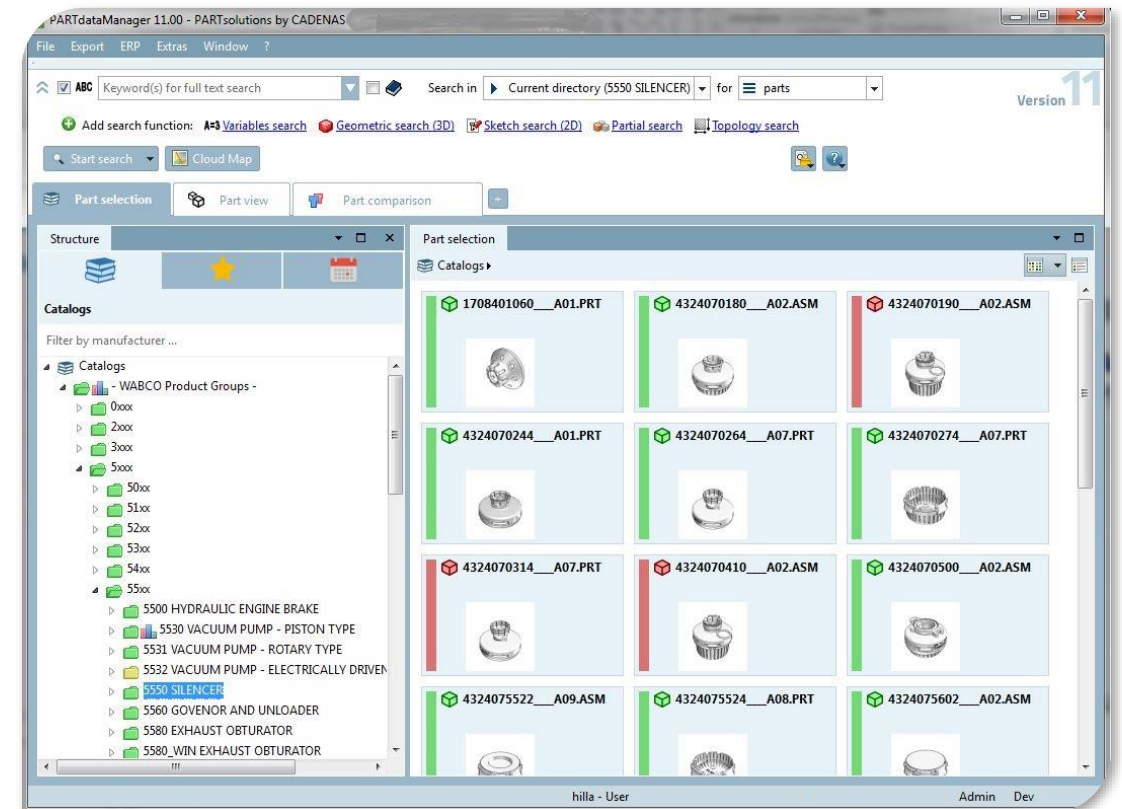 PARTdataManager 11.00 - PARTsolutions by CADENAS
File Export ERP Extras Window ?
ABC Keyword(s) for full text search Search in Current directory (5550 SILENCER) for parts
Version 11
Add search function: A=3 Variables search Geometric search (3D) Sketch search (2D) Partial search Topology search
Start search Cloud Map
Part selection Part view Part comparison +
Structure
Catalogs
Filter by manufacturer ...
Catalogs
- WABCO Product Groups -
0xxx
2xxx
3xxx
5xxx
50xx
51xx
52xx
53xx
54xx
55xx
5500 HYDRAULIC ENGINE BRAKE
5530 VACUUM PUMP - PISTON TYPE
5531 VACUUM PUMP - ROTARY TYPE
5532 VACUUM PUMP - ELECTRICALLY DRIVEN
5550 SILENCER
5560 GOVENOR AND UNLOADER
5580 EXHAUST OBTURATOR
5580_WIN EXHAUST OBTURATOR
Part selection
Catalogs
1708401060___A01.PRT 4324070180___A02.ASM 4324070190___A02.ASM
4324070244___A01.PRT 4324070264___A07.PRT 4324070274___A07.PRT
4324070314___A07.PRT 4324070410___A02.ASM 4324070500___A02.ASM
4324075522___A09.ASM 4324075524___A08.PRT 4324075602___A02.ASM
hilla - User Admin Dev